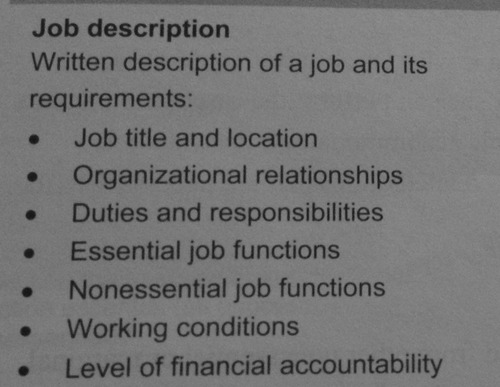 Job description
Written description of a job and its
requirements:
• Job title and location
• Organizational relationships
• Duties and responsibilities
• Essential job functions
• Nonessential job functions
• Working conditions
• Level of financial accountability